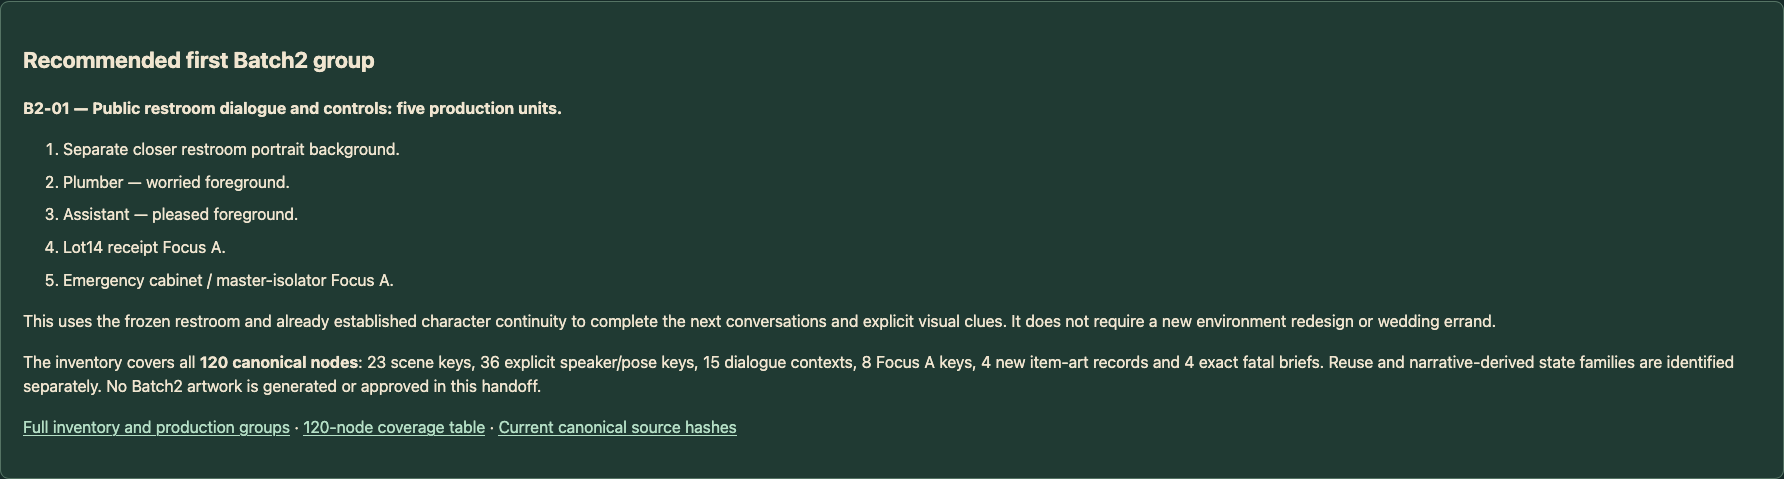 Recommended first Batch2 group
B2-01 — Public restroom dialogue and controls: five production units.
1. Separate closer restroom portrait background.
2. Plumber — worried foreground.
3. Assistant — pleased foreground.
4. Lot14 receipt Focus A.
5. Emergency cabinet / master-isolator Focus A.
This uses the frozen restroom and already established character continuity to complete the next conversations and explicit visual clues. It does not require a new environment redesign or wedding errand.
The inventory covers all 120 canonical nodes: 23 scene keys, 36 explicit speaker/pose keys, 15 dialogue contexts, 8 Focus A keys, 4 new item-art records and 4 exact fatal briefs. Reuse and narrative-derived state families are identified
separately. No Batch2 artwork is generated or approved in this handoff.
Full inventory and production groups · 120-node coverage table · Current canonical source hashes